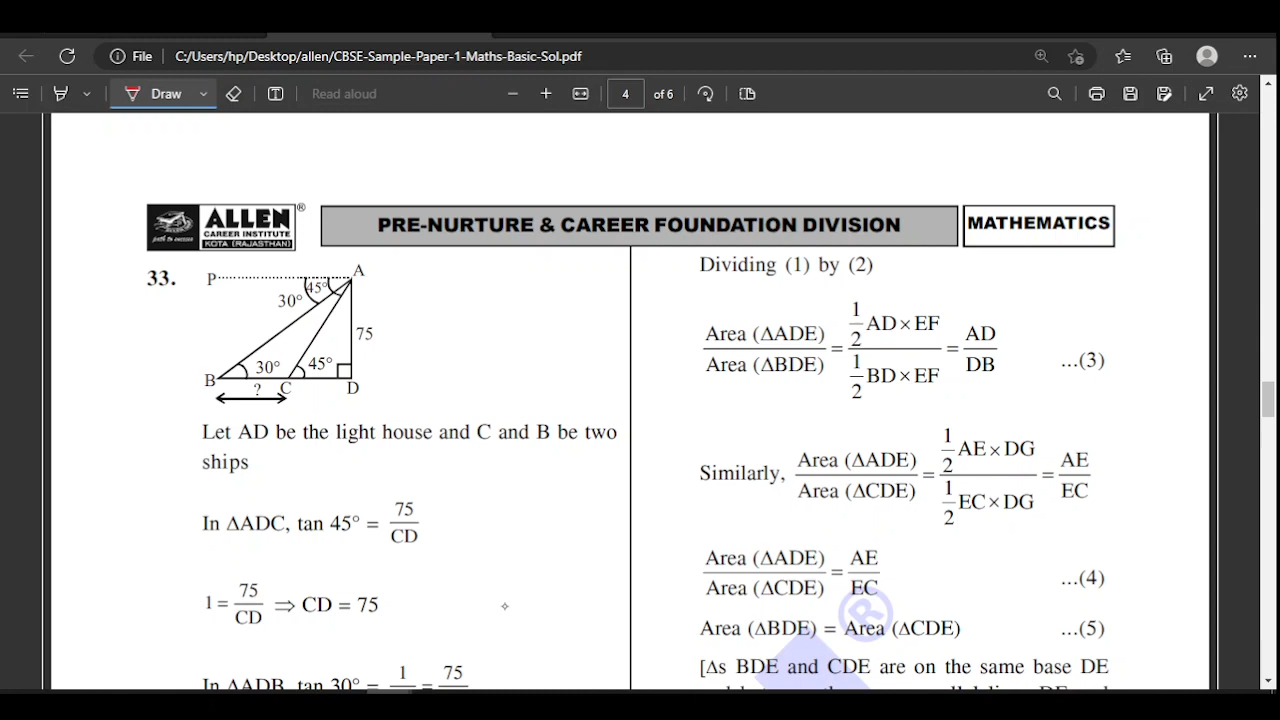 File
C:/Users/hp/Desktop/allen/CBSE-Sample-Paper-1-Maths-Basic-Sol.pdf
Draw
Read aloud
4
of 6
ALLEN ®
CAREER INSTITUTE
KOTA (RAJASTHAN)
PRE-NURTURE & CAREER FOUNDATION DIVISION
MATHEMATICS
33.
P
A
45°
30°
75
30°
45°
B
?
C
D
Let AD be the light house and C and B be two
ships
In ΔADC, tan 45° = 75/CD
1 = 75/CD ⇒ CD = 75
In ΔADB, tan 30° = 1 = 75
Dividing (1) by (2)
Area (ΔADE)/Area (ΔBDE) = (1/2 AD×EF)/(1/2 BD×EF) = AD/DB ...(3)
Similarly, Area (ΔADE)/Area (ΔCDE) = (1/2 AE×DG)/(1/2 EC×DG) = AE/EC
Area (ΔADE)/Area (ΔCDE) = AE/EC ...(4)
Area (ΔBDE) = Area (ΔCDE) ...(5)
[Δs BDE and CDE are on the same base DE
®